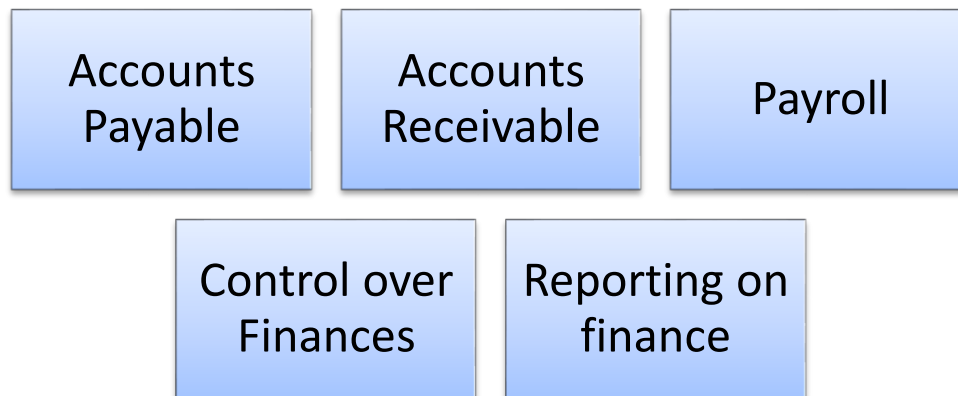 Accounts
Payable
Accounts
Receivable
Payroll
Control over
Finances
Reporting on
finance